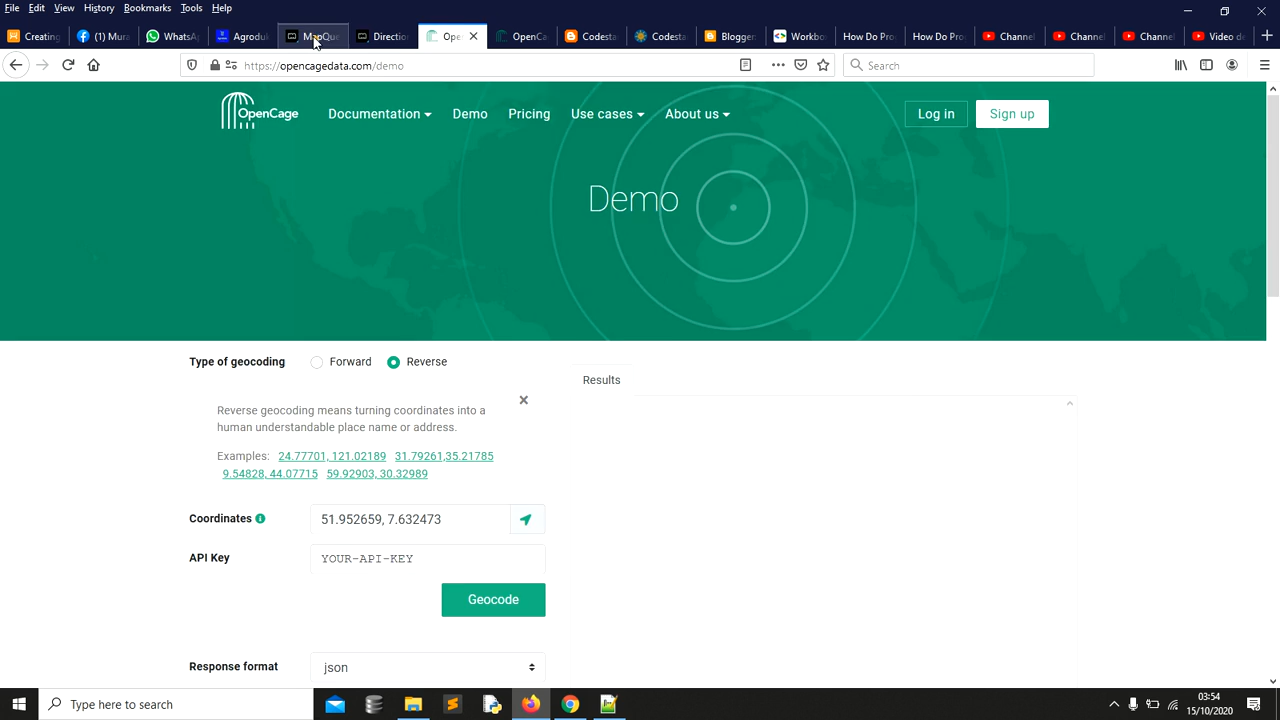 File Edit View History Bookmarks Tools Help
Creating (2) Mura WhatsA Agroduk MapQue Direction Open OpenCa Codesta Codesta Blogger: Workbo How Do Pro How Do Pro Channel Channel Video de
https://opencagedata.com/demo Search
OpenCage Documentation Demo Pricing Use cases About us Log in Sign up
Demo
Type of geocoding Forward Reverse
Results
Reverse geocoding means turning coordinates into a
human understandable place name or address.
Examples: 24.77701, 121.02189 31.79261,35.21785
9.54828, 44.07715 59.92903, 30.32989
Coordinates 51.952659, 7.632473
API Key YOUR-API-KEY
Geocode
Response format json
Type here to search
03:54
15/10/2020